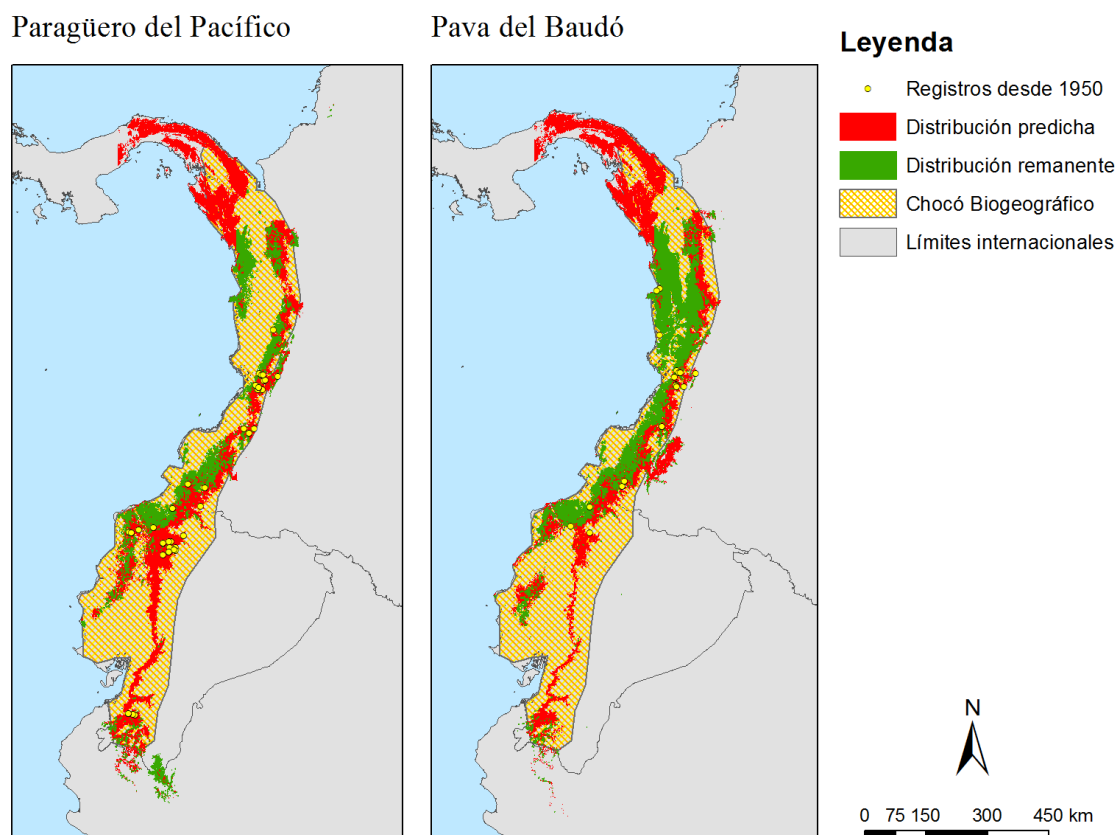 Paragüero del Pacífico
Pava del Baudó
Leyenda
Registros desde 1950
Distribución predicha
Distribución remanente
Chocó Biogeográfico
Límites internacionales
N
0 75 150 300 450 km